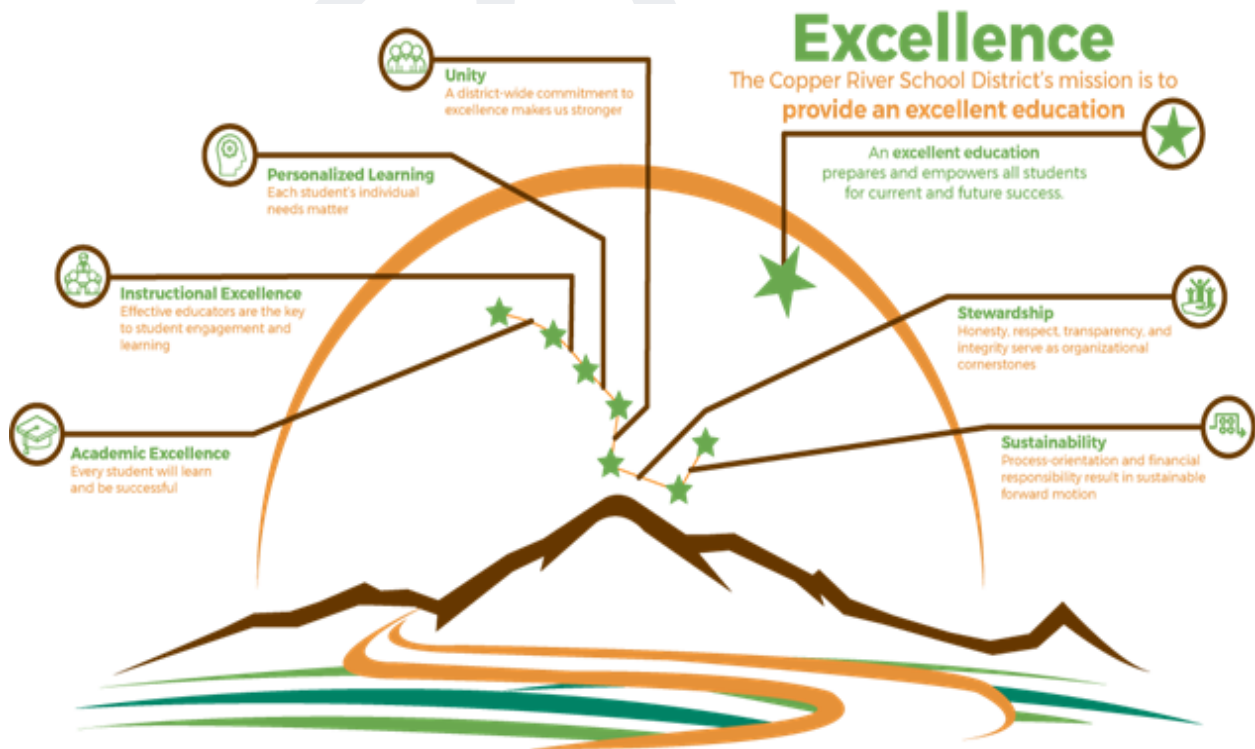 Excellence
The Copper River School District's mission is to
provide an excellent education
An excellent education
prepares and empowers all students
for current and future success.
Unity
A district-wide commitment to
excellence makes us stronger
Personalized Learning
Each student's individual
needs matter
Instructional Excellence
Effective educators are the key
to student engagement and
learning
Academic Excellence
Every student will learn
and be successful
Stewardship
Honesty, respect, transparency, and
integrity serve as organizational
cornerstones
Sustainability
Process-orientation and financial
responsibility result in sustainable
forward motion